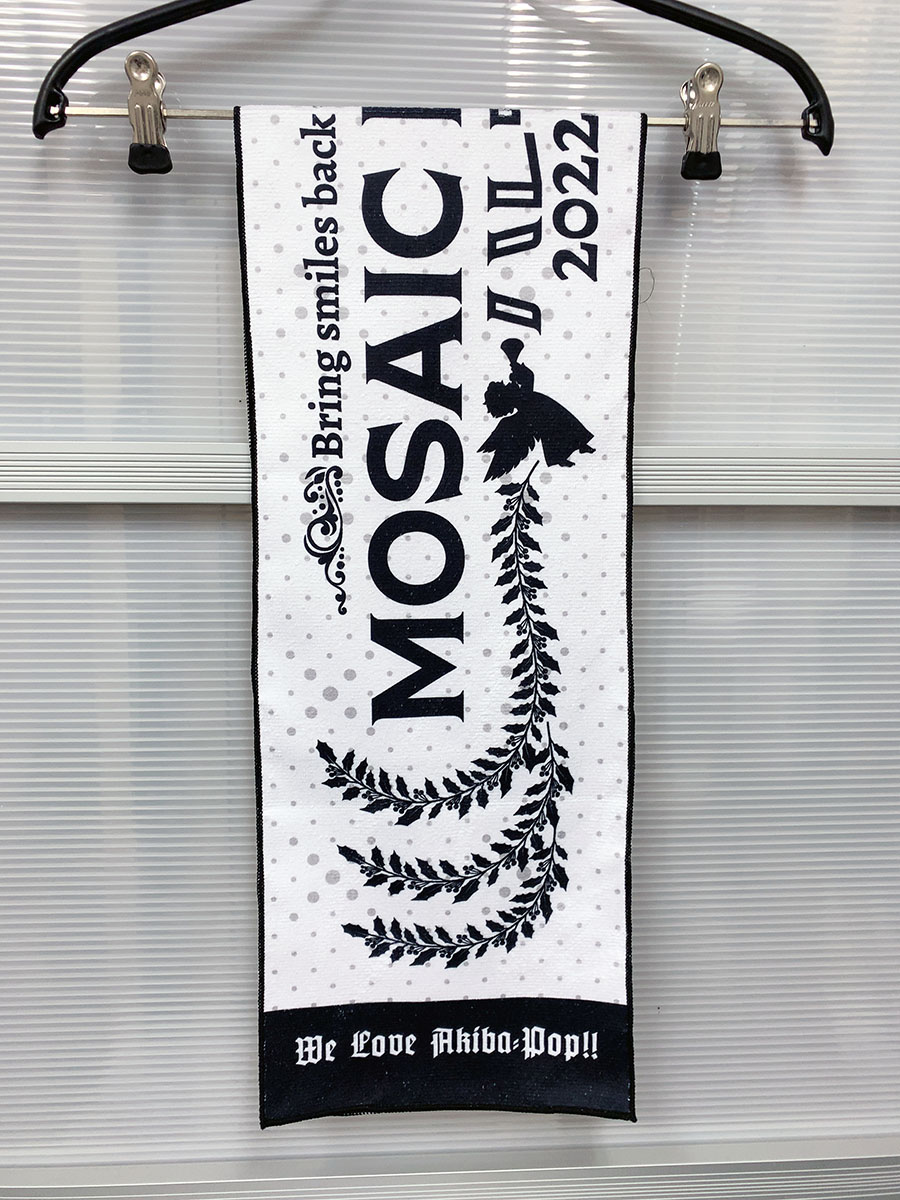 Bring smiles back
MOSAIC
2022
We Love Akiba-Pop!!